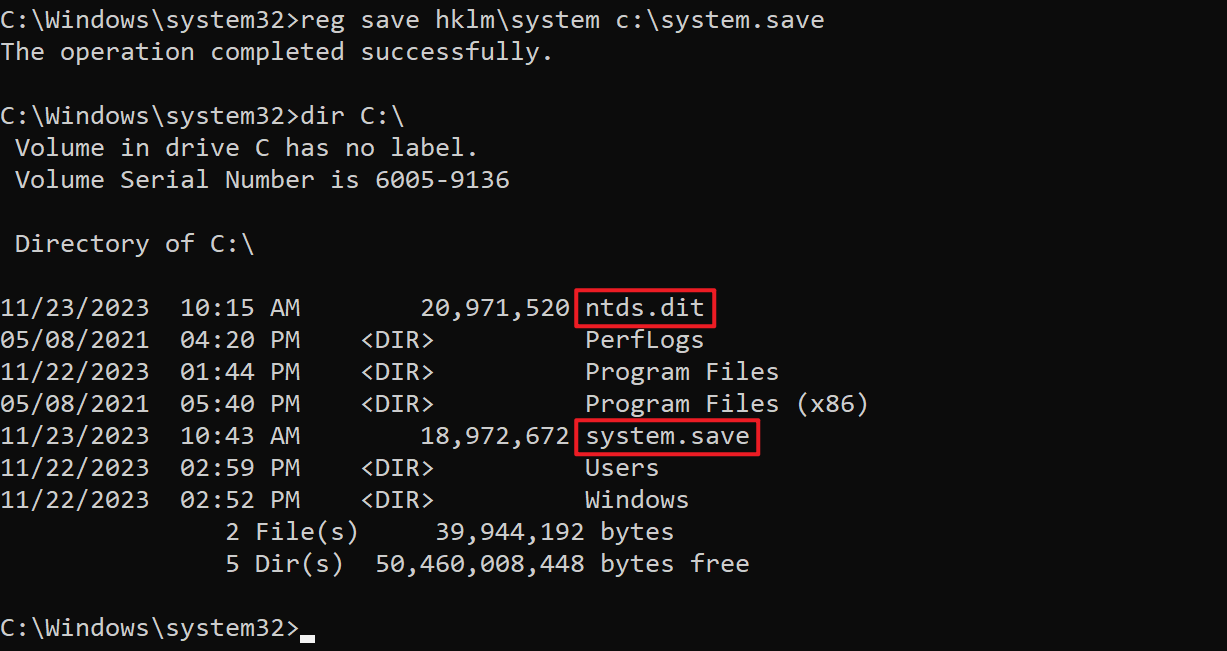 C:\Windows\system32>reg save hklm\system c:\system.save
The operation completed successfully.
C:\Windows\system32>dir C:\
Volume in drive C has no label.
Volume Serial Number is 6005-9136
Directory of C:\
11/23/2023  10:15 AM        20,971,520 ntds.dit
05/08/2021  04:20 PM    <DIR>          PerfLogs
11/22/2023  01:44 PM    <DIR>          Program Files
05/08/2021  05:40 PM    <DIR>          Program Files (x86)
11/23/2023  10:43 AM        18,972,672 system.save
11/22/2023  02:59 PM    <DIR>          Users
11/22/2023  02:52 PM    <DIR>          Windows
2 File(s)     39,944,192 bytes
5 Dir(s)  50,460,008,448 bytes free
C:\Windows\system32>